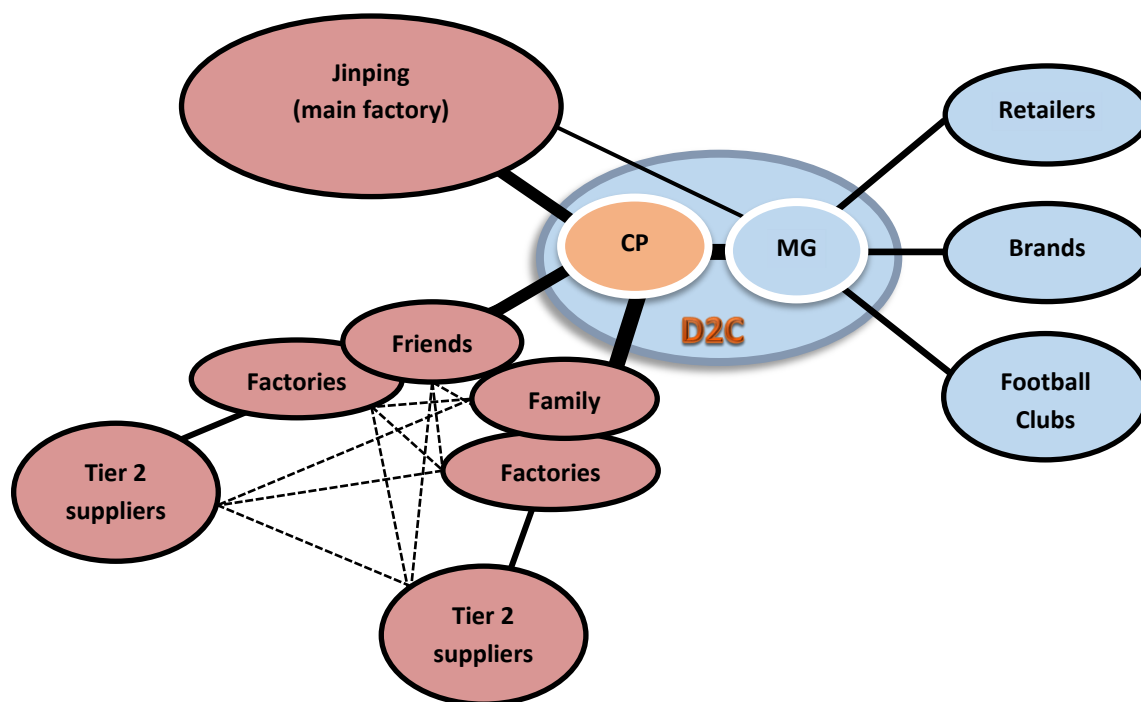 Jinping
(main factory)
Retailers
CP
MG
Brands
D2C
Friends
Factories
Family
Football
Clubs
Factories
Tier 2
suppliers
Tier 2
suppliers